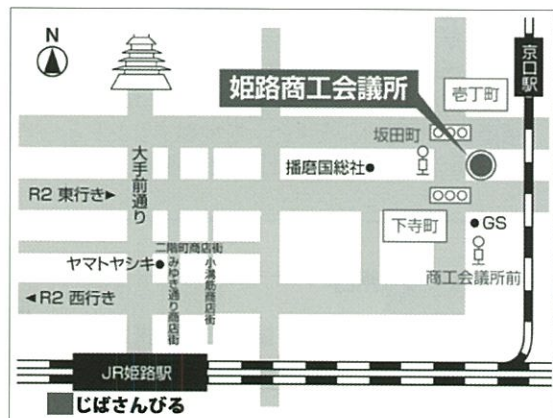 N
京口駅
姫路商工会議所
壱丁町
坂田町
播磨国総社
大手前通り
R2 東行き▶
下寺町
GS
二階町商店街
ヤマトヤシキ
みゆき通り商店街
小溝筋商店街
商工会議所前
◀R2 西行き
JR姫路駅
じばさんびる